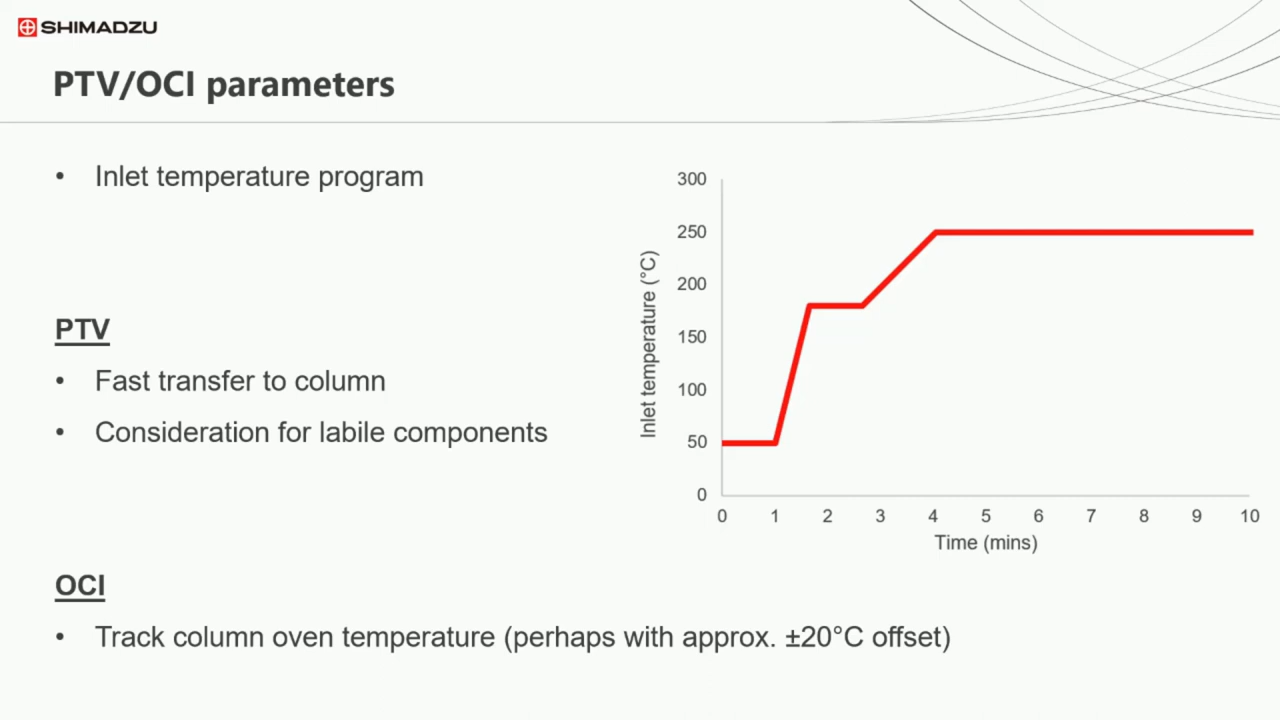 SHIMADZU
PTV/OCI parameters
• Inlet temperature program
PTV
• Fast transfer to column
• Consideration for labile components
OCI
• Track column oven temperature (perhaps with approx. ±20°C offset)
Inlet temperature (°C)
300
250
200
150
100
50
0
0 1 2 3 4 5 6 7 8 9 10
Time (mins)